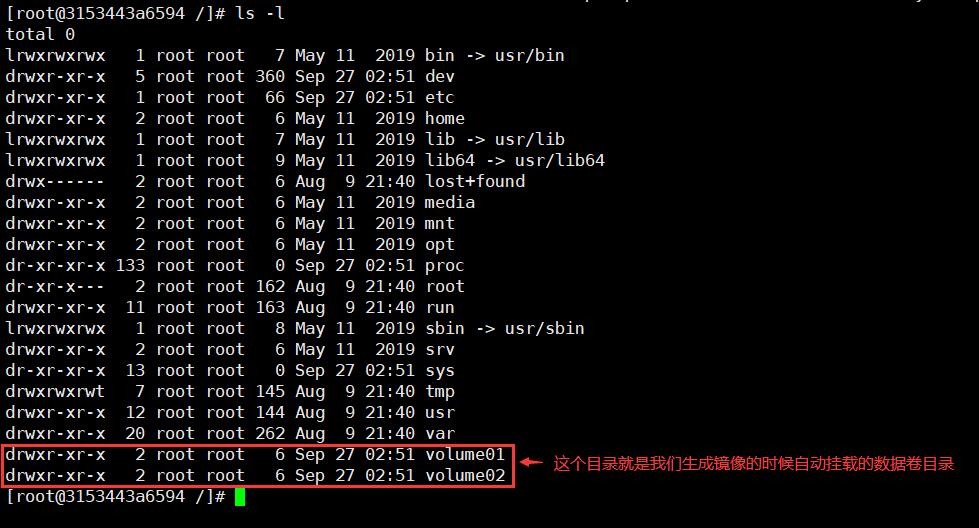 [root@3153443a6594 /]# ls -l
total 0
lrwxrwxrwx   1 root root   7 May 11  2019 bin -> usr/bin
drwxr-xr-x   5 root root 360 Sep 27 02:51 dev
drwxr-xr-x   1 root root  66 Sep 27 02:51 etc
drwxr-xr-x   2 root root   6 May 11  2019 home
lrwxrwxrwx   1 root root   7 May 11  2019 lib -> usr/lib
lrwxrwxrwx   1 root root   9 May 11  2019 lib64 -> usr/lib64
drwx------   2 root root   6 Aug  9 21:40 lost+found
drwxr-xr-x   2 root root   6 May 11  2019 media
drwxr-xr-x   2 root root   6 May 11  2019 mnt
drwxr-xr-x   2 root root   6 May 11  2019 opt
dr-xr-xr-x 133 root root   0 Sep 27 02:51 proc
dr-xr-x---   2 root root 162 Aug  9 21:40 root
drwxr-xr-x  11 root root 163 Aug  9 21:40 run
lrwxrwxrwx   1 root root   8 May 11  2019 sbin -> usr/sbin
drwxr-xr-x   2 root root   6 May 11  2019 srv
dr-xr-xr-x  13 root root   0 Sep 27 02:51 sys
drwxrwxrwt   7 root root 145 Aug  9 21:40 tmp
drwxr-xr-x  12 root root 144 Aug  9 21:40 usr
drwxr-xr-x  20 root root 262 Aug  9 21:40 var
drwxr-xr-x   2 root root   6 Sep 27 02:51 volume01
这个目录就是我们生成镜像的时候自动挂载的数据卷目录
drwxr-xr-x   2 root root   6 Sep 27 02:51 volume02
[root@3153443a6594 /]#